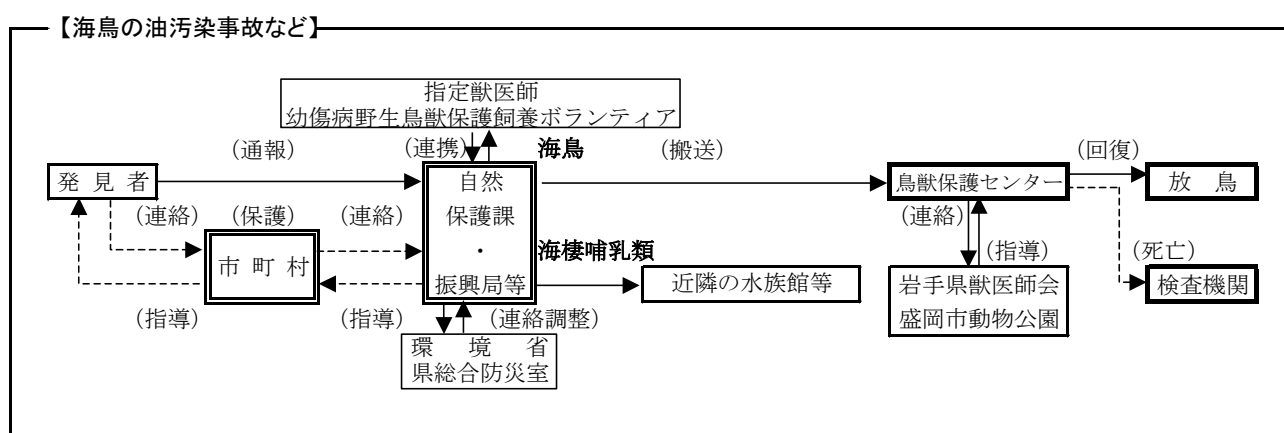 【海鳥の油汚染事故など】
指定獣医師
幼傷病野生鳥獣保護飼養ボランティア
（通報）
（連携）
海鳥
（搬送）
（回復）
発 見 者
自然
保護課
・
振興局等
鳥獣保護センター
放 鳥
（連絡）
（保護）
（連絡）
（連絡）
市 町 村
海棲哺乳類
（指導）
（死亡）
近隣の水族館等
岩手県獣医師会
盛岡市動物公園
検査機関
（指導）
（指導）
（連絡調整）
環 境 省
県総合防災室